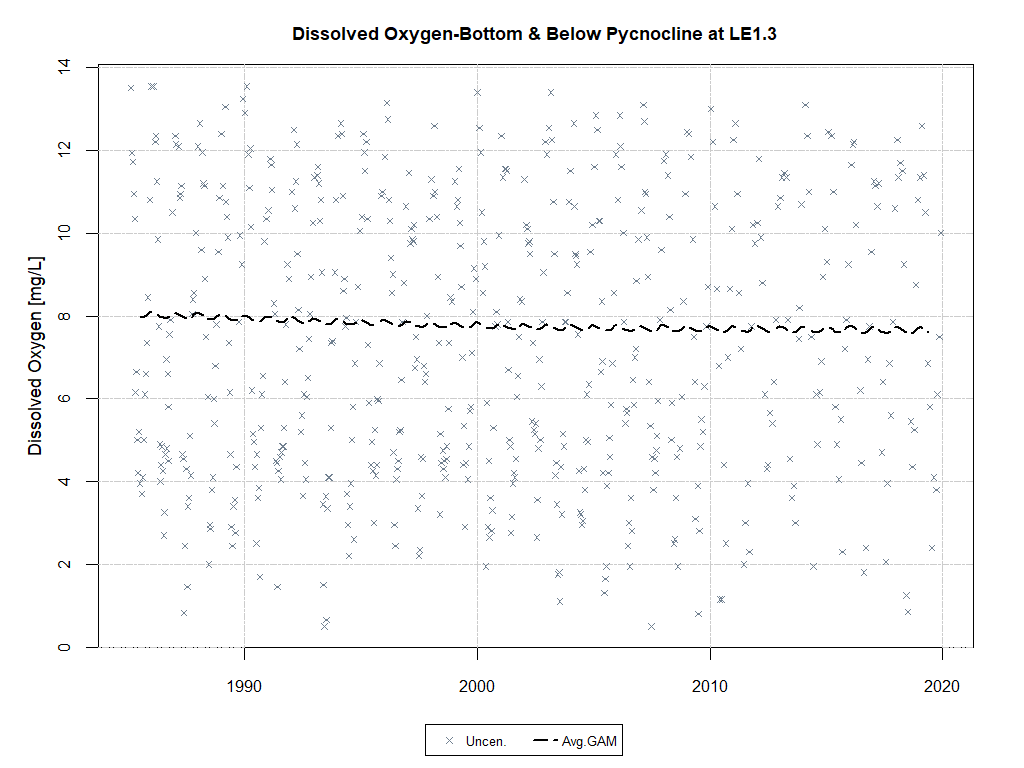 Dissolved Oxygen-Bottom & Below Pycnocline at LE1.3
Dissolved Oxygen [mg/L]
14
12
10
8
6
4
2
0
1990 2000 2010 2020
Uncen. Avg.GAM